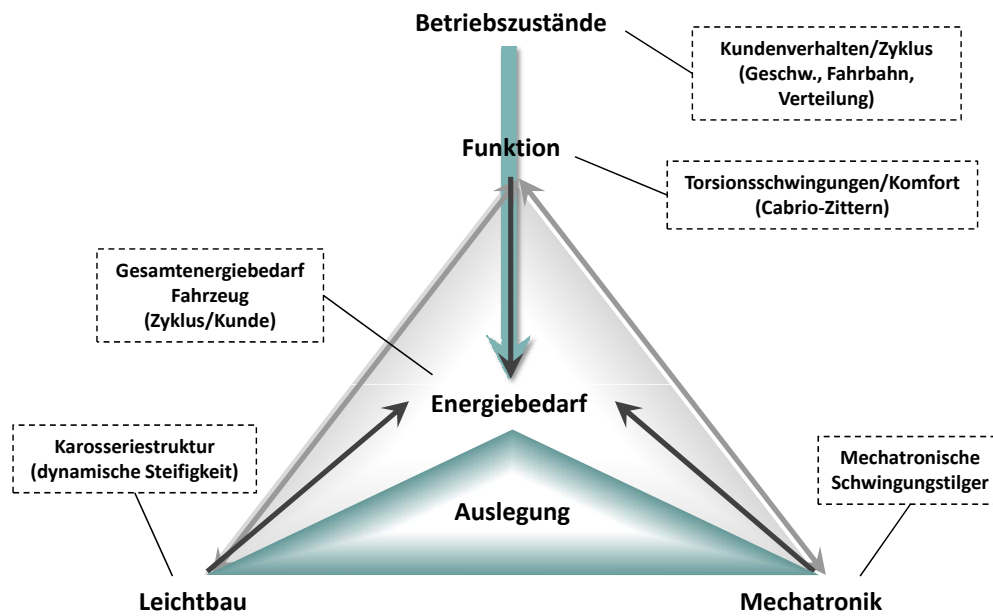 Betriebszustände
Kundenverhalten/Zyklus
(Geschw., Fahrbahn,
Verteilung)
Funktion
Torsionsschwingungen/Komfort
(Cabrio-Zittern)
Gesamtenergiebedarf
Fahrzeug
(Zyklus/Kunde)
Energiebedarf
Karosseriestruktur
(dynamische Steifigkeit)
Mechatronische
Schwingungstilger
Auslegung
Leichtbau
Mechatronik